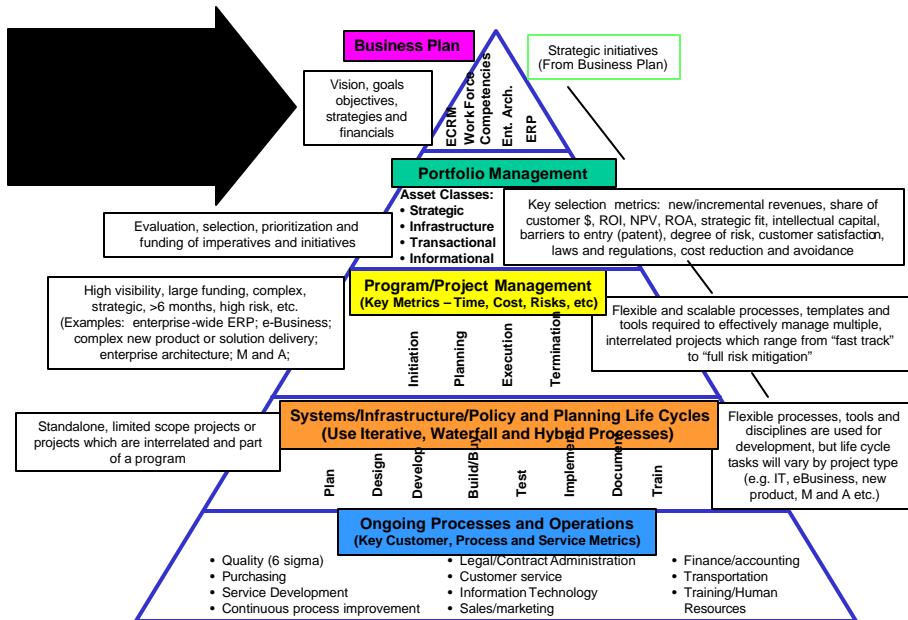 Business Plan
Strategic initiatives
(From Business Plan)
Vision, goals
objectives,
strategies and
financials
ECRM
Work Force
Competencies
Ent. Arch.
ERP
Portfolio Management
Asset Classes:
• Strategic
• Infrastructure
• Transactional
• Informational
Evaluation, selection, prioritization and
funding of imperatives and initiatives
Key selection metrics: new/incremental revenues, share of
customer $, ROI, NPV, ROA, strategic fit, intellectual capital,
barriers to entry (patent), degree of risk, customer satisfaction,
laws and regulations, cost reduction and avoidance
Program/Project Management
(Key Metrics – Time, Cost, Risks, etc)
High visibility, large funding, complex,
strategic, >6 months, high risk, etc.
(Examples: enterprise-wide ERP; e-Business;
complex new product or solution delivery;
enterprise architecture; M and A;
Flexible and scalable processes, templates and
tools required to effectively manage multiple,
interrelated projects which range from “fast track”
to “full risk mitigation”
Initiation
Planning
Execution
Termination
Systems/Infrastructure/Policy and Planning Life Cycles
(Use Iterative, Waterfall and Hybrid Processes)
Standalone, limited scope projects or
projects which are interrelated and part
of a program
Flexible processes, tools and
disciplines are used for
development, but life cycle
tasks will vary by project type
(e.g. IT, eBusiness, new
product, M and A etc.)
Plan
Design
Develop
Build/Buy
Test
Implement
Document
Train
Ongoing Processes and Operations
(Key Customer, Process and Service Metrics)
• Quality (6 sigma)
• Purchasing
• Service Development
• Continuous process improvement
• Legal/Contract Administration
• Customer service
• Information Technology
• Sales/marketing
• Finance/accounting
• Transportation
• Training/Human
Resources